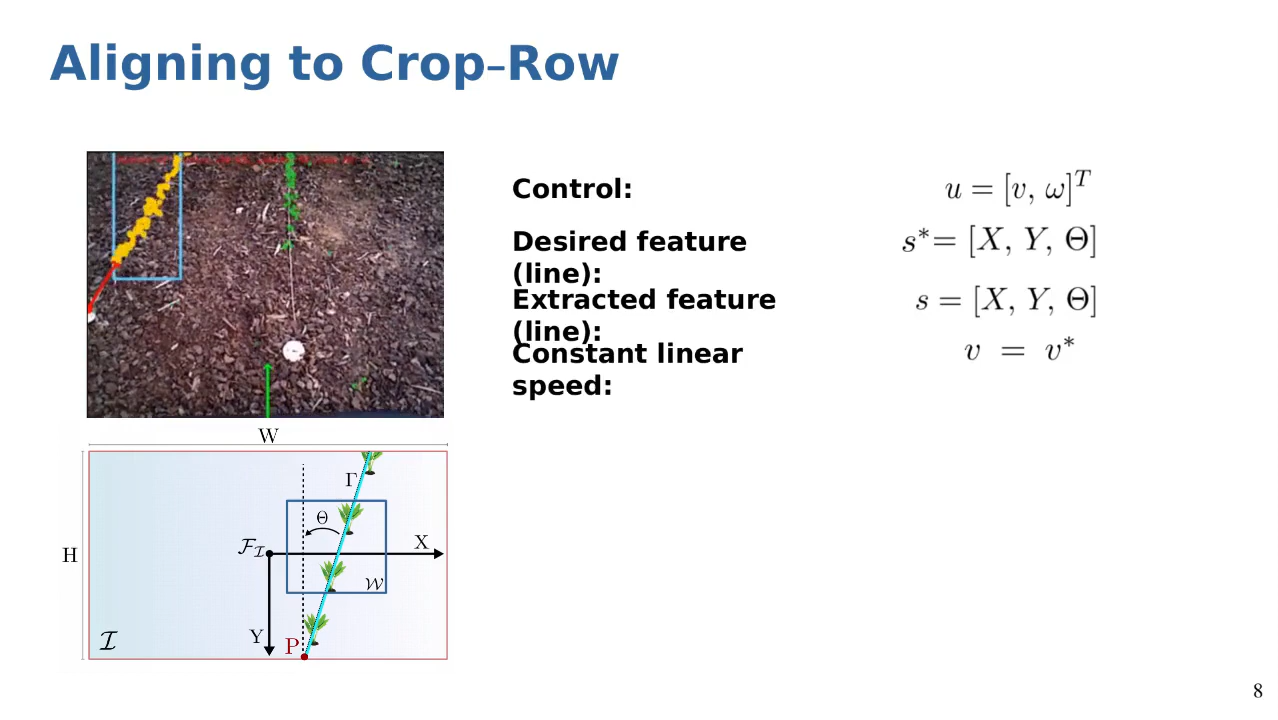 Aligning to Crop–Row
Control:
u = [v, ω]^T
Desired feature
(line):
s*= [X, Y, Θ]
Extracted feature
(line):
s = [X, Y, Θ]
Constant linear
speed:
v = v*
W
Γ
Θ
X
F_I
H
W
Y
P
I
8